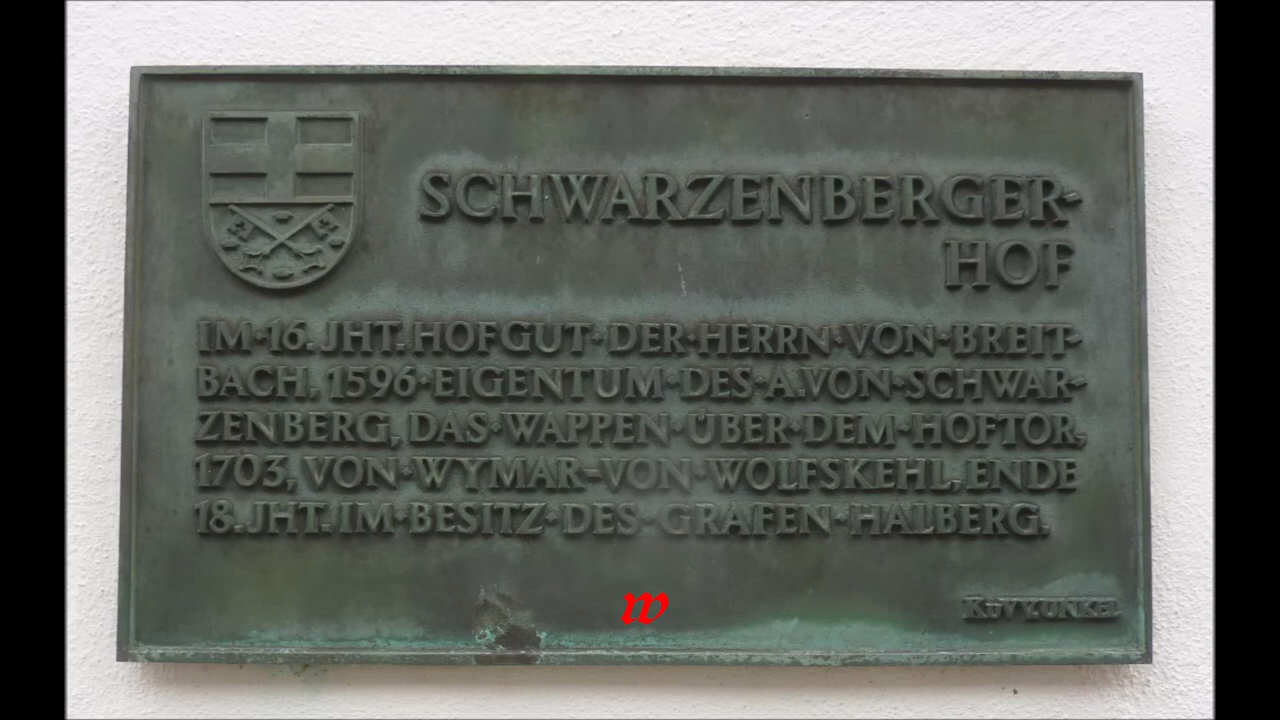 SCHWARZENBERGER-
HOF
IM·16. JHT. HOFGUT·DER·HERRN·VON·BREIT-
BACH, 1596·EIGENTUM·DES·A.VON·SCHWAR-
ZENBERG, DAS·WAPPEN·ÜBER·DEM·HOFTOR,
1703, VON·WYMAR-VON·WOLFSKEHL, ENDE
18. JHT. IM·BESITZ·DES·GRAFEN·HALBERG.
w